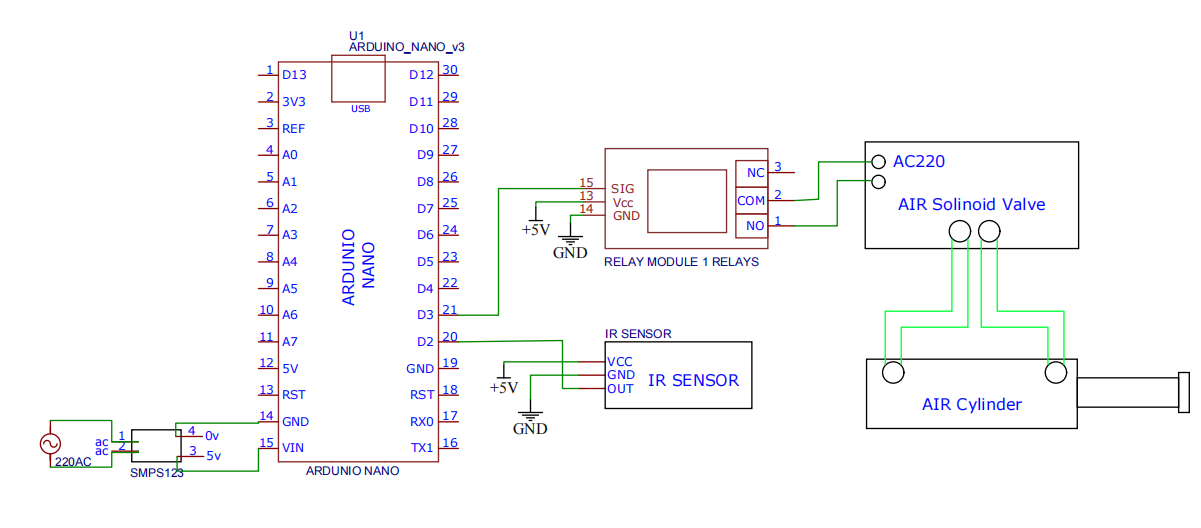 U1
ARDUINO_NANO_v3
USB
1 D13
2 3V3
3 REF
4 A0
5 A1
6 A2
7 A3
8 A4
9 A5
10 A6
11 A7
12 5V
13 RST
14 GND
15 VIN
ARDUNIO
NANO
D12 30
D11 29
D10 28
D9 27
D8 26
D7 25
D6 24
D5 23
D4 22
D3 21
D2 20
GND 19
RST 18
RX0 17
TX1 16
ARDUNIO NANO
220AC
ac 1
ac 2
4 0v
3 5v
SMPS123
15 SIG
13 Vcc
14 GND
+5V
GND
NC 3
COM 2
NO 1
RELAY MODULE 1 RELAYS
AC220
AIR Solinoid Valve
IR SENSOR
VCC
GND
OUT
IR SENSOR
+5V
GND
AIR Cylinder